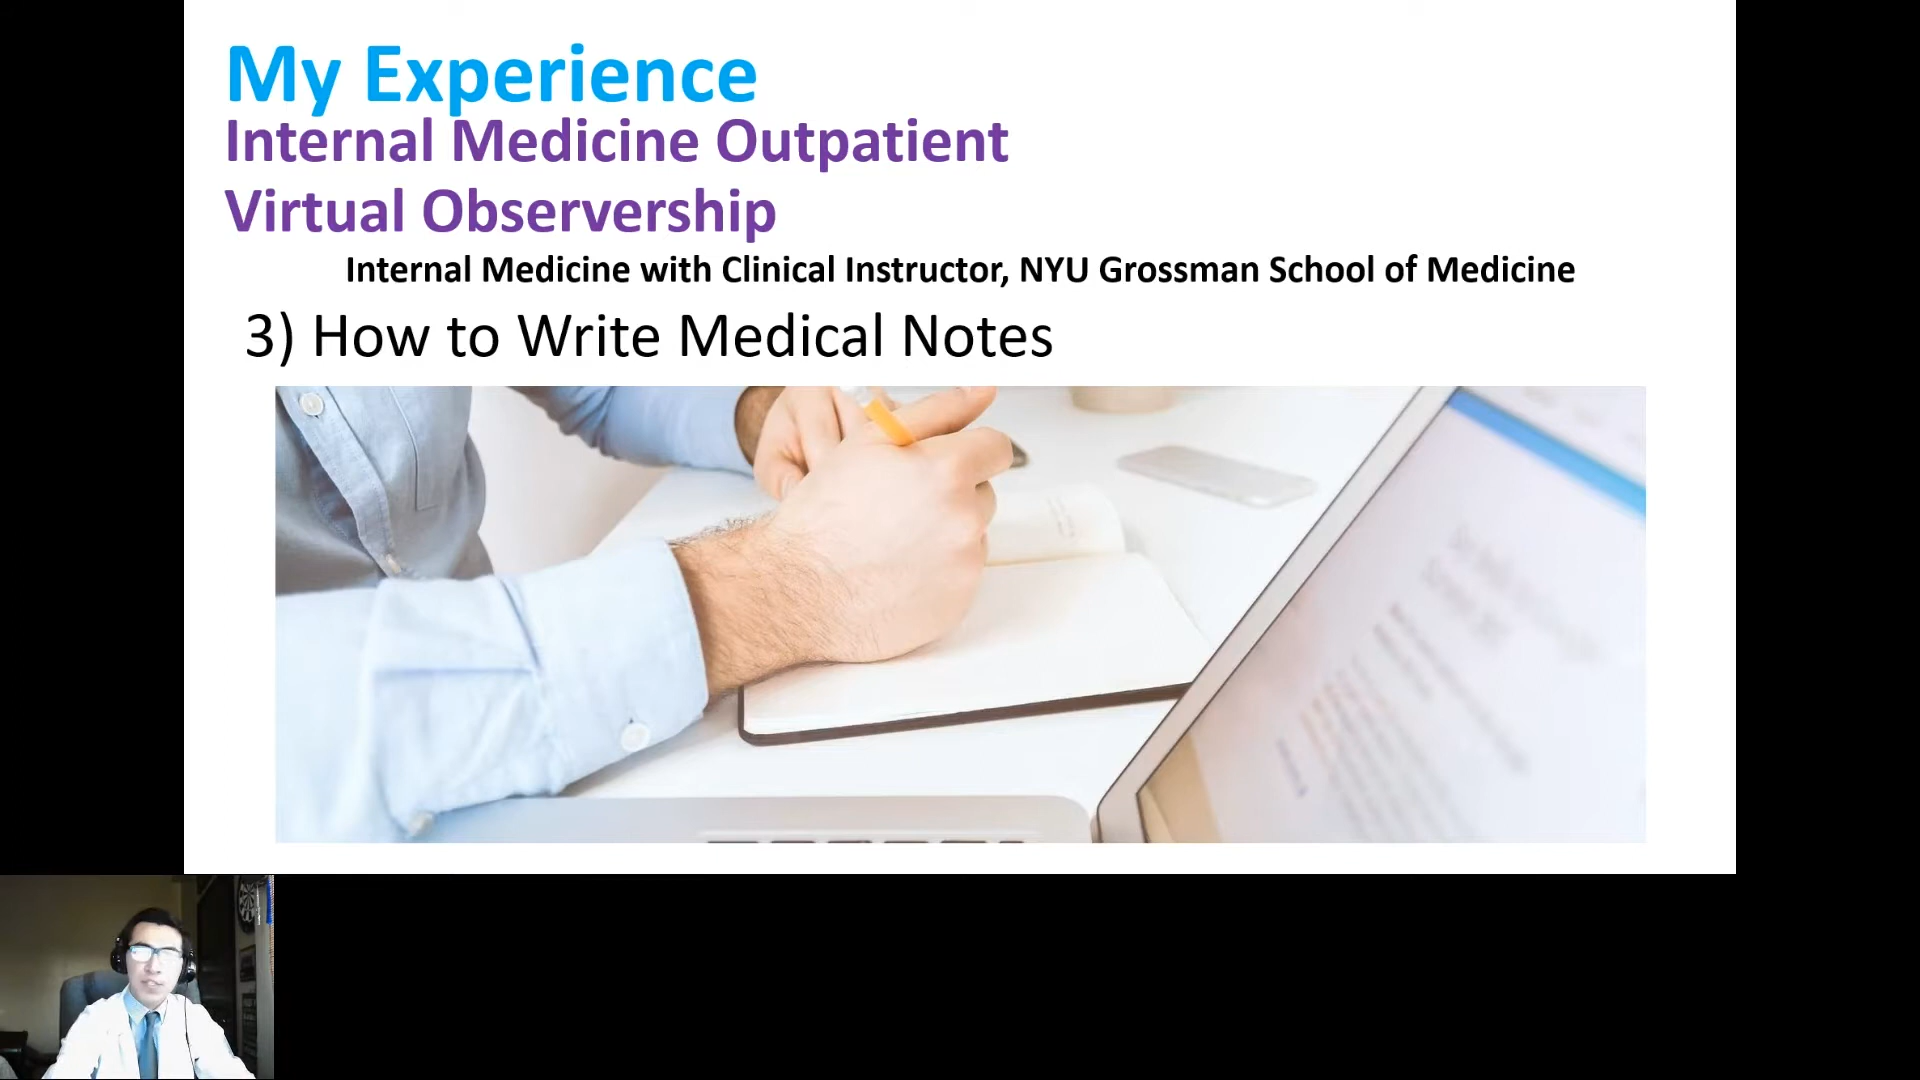 My Experience
Internal Medicine Outpatient
Virtual Observership
Internal Medicine with Clinical Instructor, NYU Grossman School of Medicine
3) How to Write Medical Notes